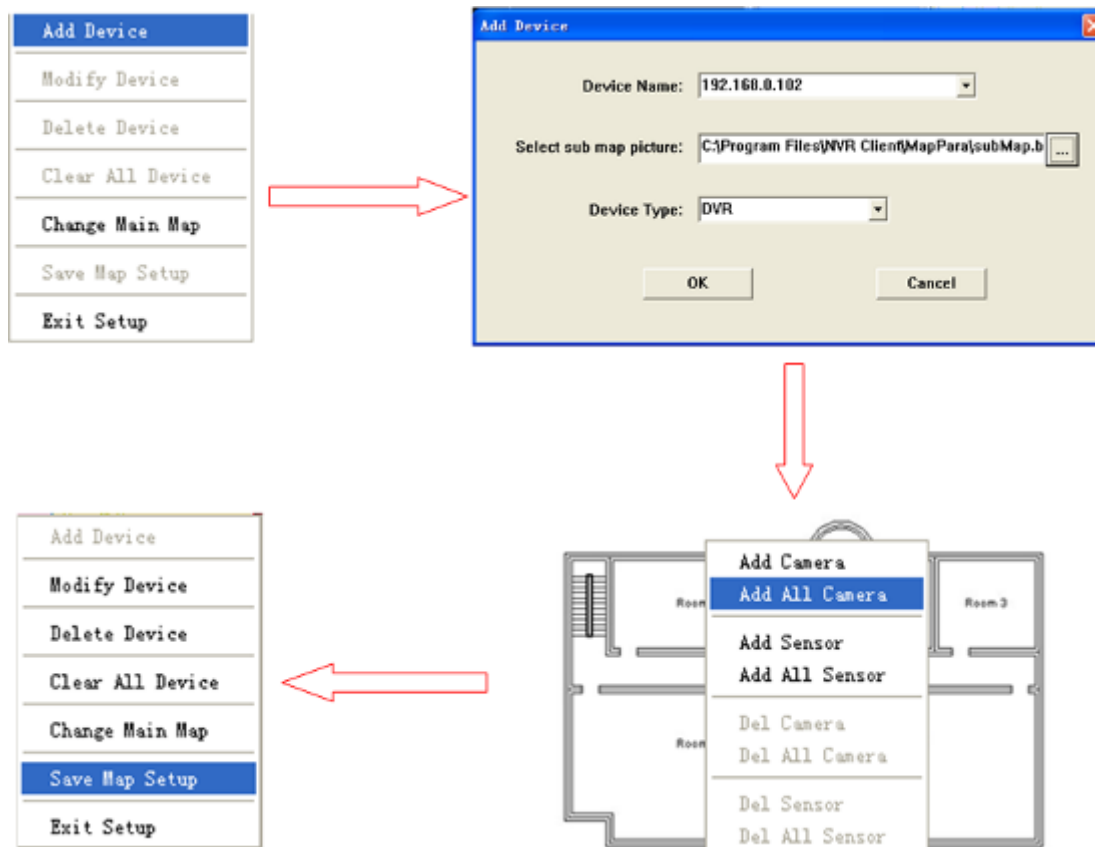 Add Device
Modify Device
Delete Device
Clear All Device
Change Main Map
Save Map Setup
Exit Setup
Add Device
Device Name: 192.168.0.102
Select sub map picture: C:\Program Files\NVR Client\MapPara\subMap.b ...
Device Type: DVR
OK Cancel
Add Camera
Add All Camera
Room
Room 3
Add Sensor
Add All Sensor
Del Camera
Room
Del All Camera
Del Sensor
Del All Sensor
Add Device
Modify Device
Delete Device
Clear All Device
Change Main Map
Save Map Setup
Exit Setup